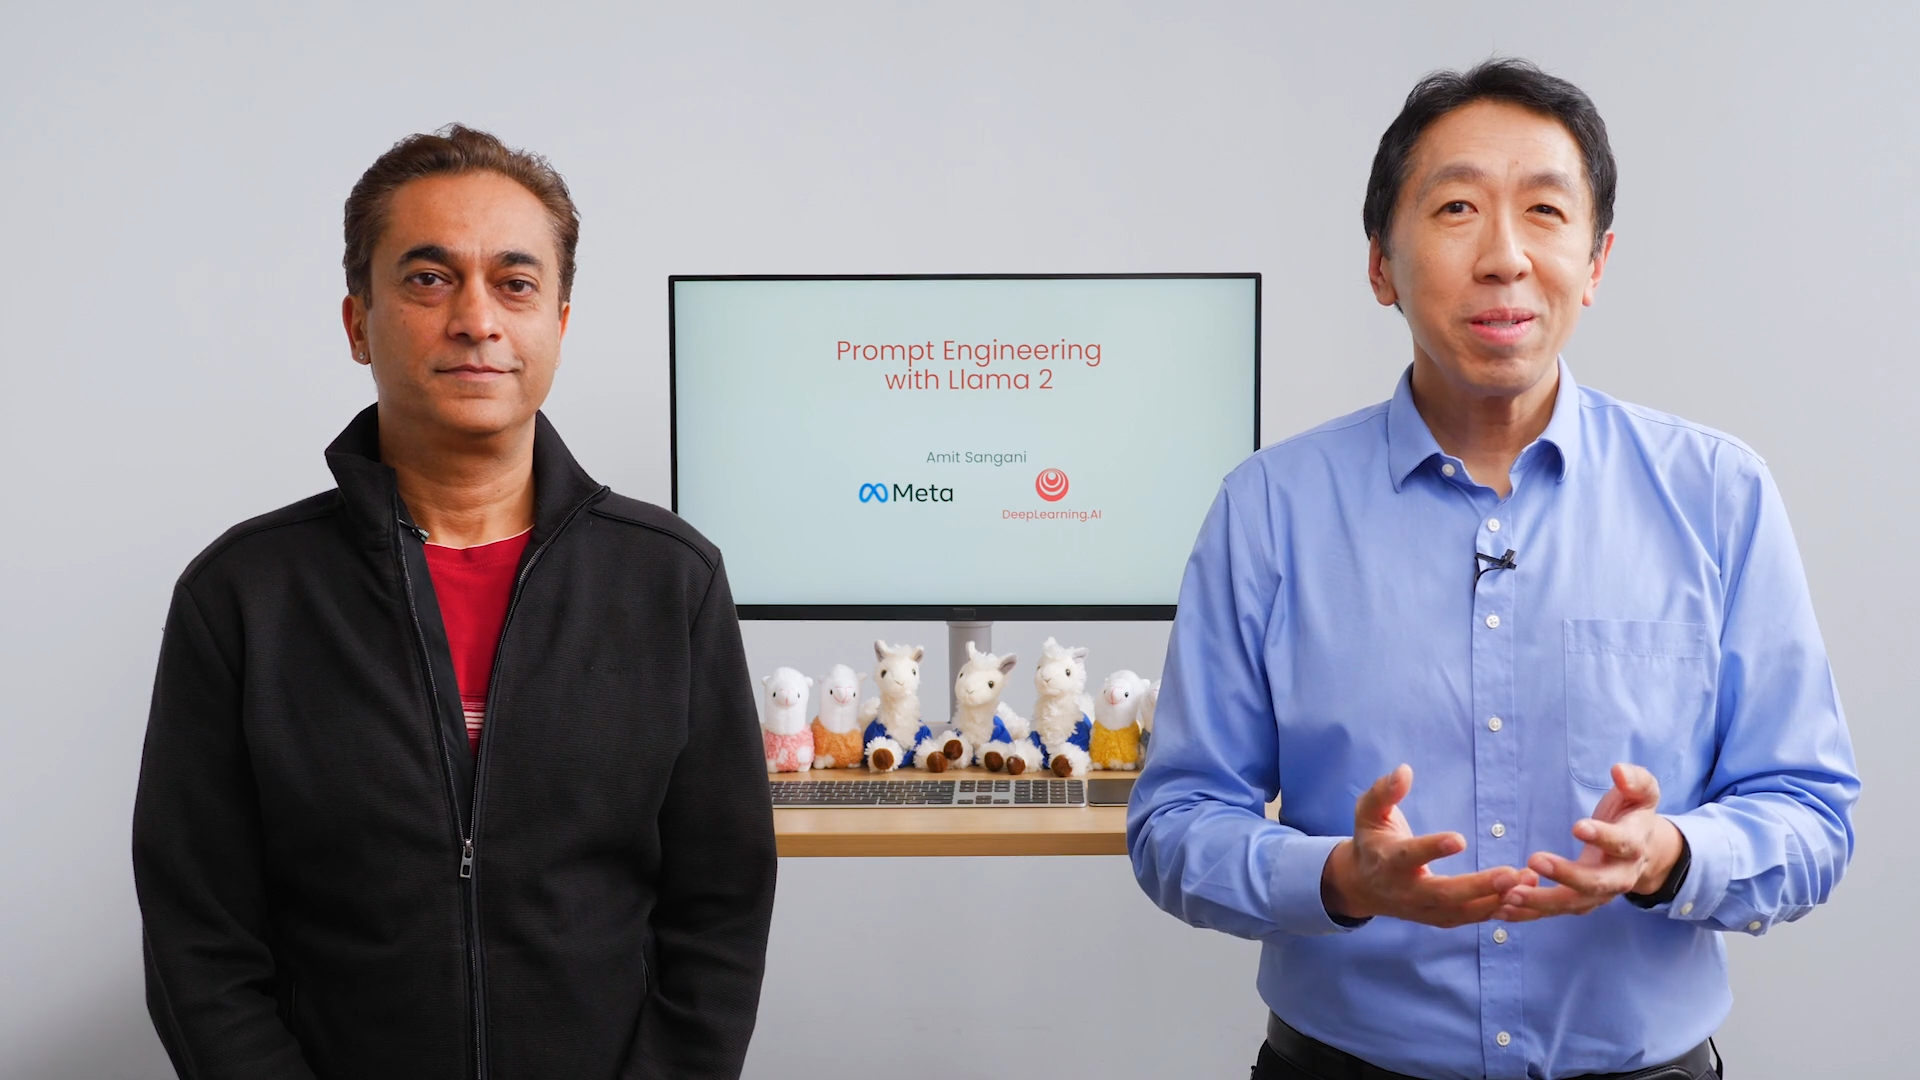 Prompt Engineering
with Llama 2
Amit Sangani
Meta
DeepLearning.AI